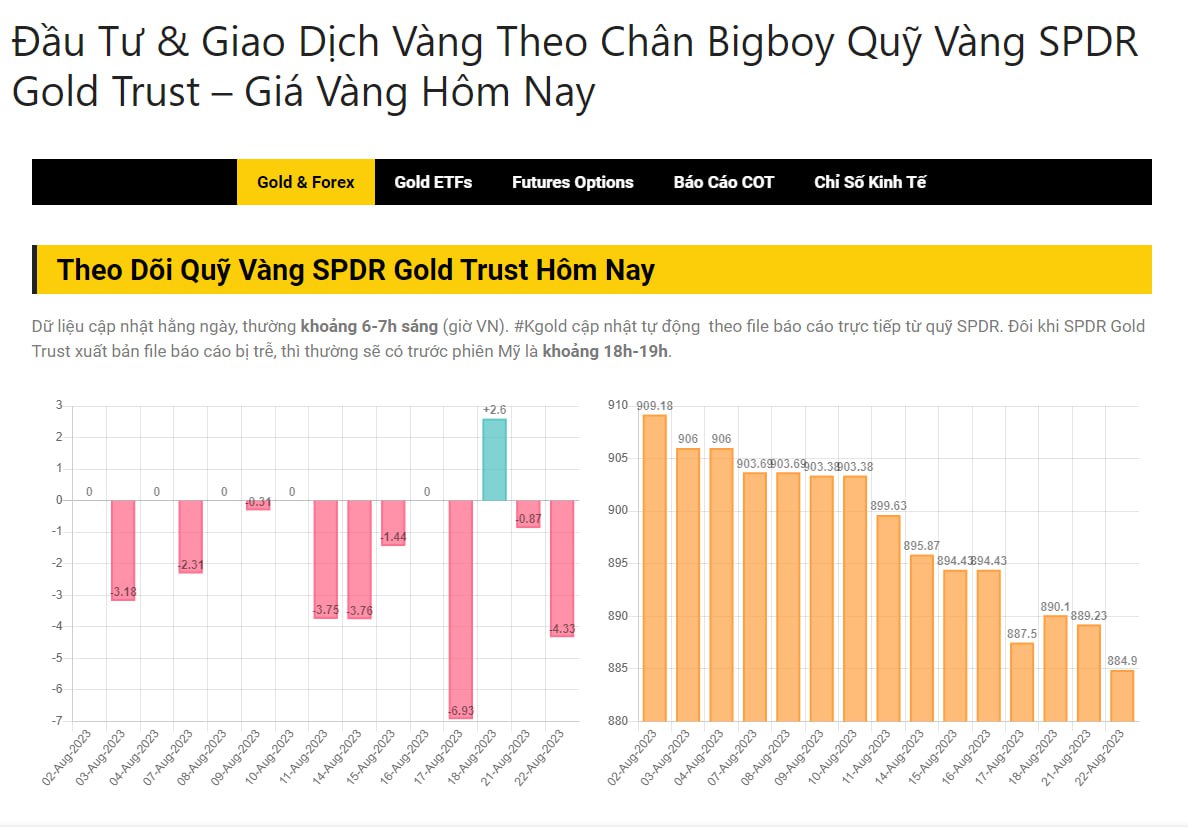 Đầu Tư & Giao Dịch Vàng Theo Chân Bigboy Quỹ Vàng SPDR
Gold Trust – Giá Vàng Hôm Nay
Gold & Forex Gold ETFs Futures Options Báo Cáo COT Chỉ Số Kinh Tế
Theo Dõi Quỹ Vàng SPDR Gold Trust Hôm Nay
Dữ liệu cập nhật hằng ngày, thường khoảng 6-7h sáng (giờ VN). #Kgold cập nhật tự động theo file báo cáo trực tiếp từ quỹ SPDR. Đôi khi SPDR Gold
Trust xuất bản file báo cáo bị trễ, thì thường sẽ có trước phiên Mỹ là khoảng 18h-19h.
3
2
1
0
-1
-2
-3
-4
-5
-6
-7
0
-3.18
0
-2.31
0
-0.31
0
-3.75
-3.76
-1.44
0
-6.93
+2.6
-0.87
-4.33
02-Aug-2023
03-Aug-2023
04-Aug-2023
07-Aug-2023
08-Aug-2023
09-Aug-2023
10-Aug-2023
11-Aug-2023
14-Aug-2023
15-Aug-2023
16-Aug-2023
17-Aug-2023
18-Aug-2023
21-Aug-2023
22-Aug-2023
910
905
900
895
890
885
880
909.18
906
906
903.69
903.69
903.38
903.38
899.63
895.87
894.43
894.43
887.5
890.1
889.23
884.9
02-Aug-2023
03-Aug-2023
04-Aug-2023
07-Aug-2023
08-Aug-2023
09-Aug-2023
10-Aug-2023
11-Aug-2023
14-Aug-2023
15-Aug-2023
16-Aug-2023
17-Aug-2023
18-Aug-2023
21-Aug-2023
22-Aug-2023